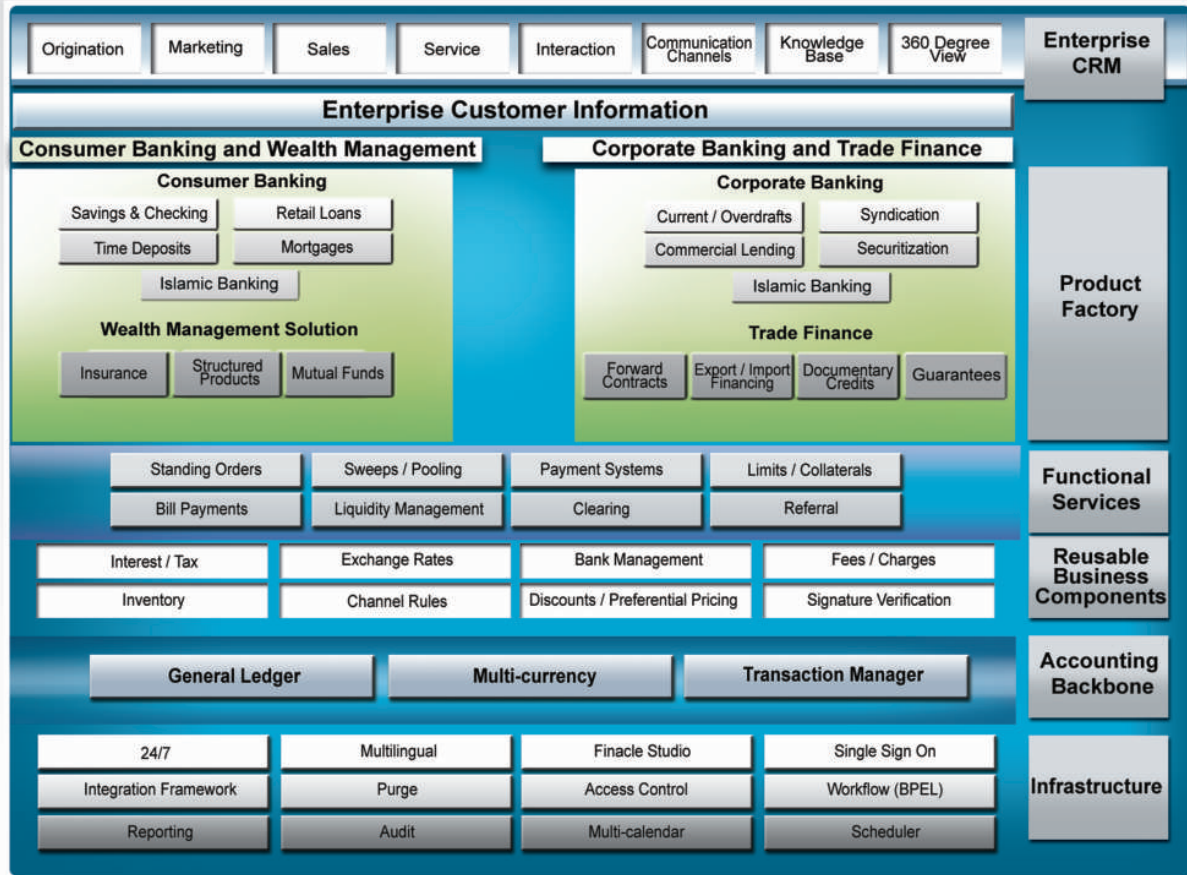 Origination
Marketing
Sales
Service
Interaction
Communication
Channels
Knowledge
Base
360 Degree
View
Enterprise
CRM
Enterprise Customer Information
Consumer Banking and Wealth Management
Corporate Banking and Trade Finance
Consumer Banking
Savings & Checking
Retail Loans
Time Deposits
Mortgages
Islamic Banking
Wealth Management Solution
Insurance
Structured
Products
Mutual Funds
Corporate Banking
Current / Overdrafts
Syndication
Commercial Lending
Securitization
Islamic Banking
Trade Finance
Forward
Contracts
Export / Import
Financing
Documentary
Credits
Guarantees
Product
Factory
Standing Orders
Sweeps / Pooling
Payment Systems
Limits / Collaterals
Bill Payments
Liquidity Management
Clearing
Referral
Functional
Services
Interest / Tax
Exchange Rates
Bank Management
Fees / Charges
Inventory
Channel Rules
Discounts / Preferential Pricing
Signature Verification
Reusable
Business
Components
General Ledger
Multi-currency
Transaction Manager
Accounting
Backbone
24/7
Multilingual
Finacle Studio
Single Sign On
Integration Framework
Purge
Access Control
Workflow (BPEL)
Reporting
Audit
Multi-calendar
Scheduler
Infrastructure